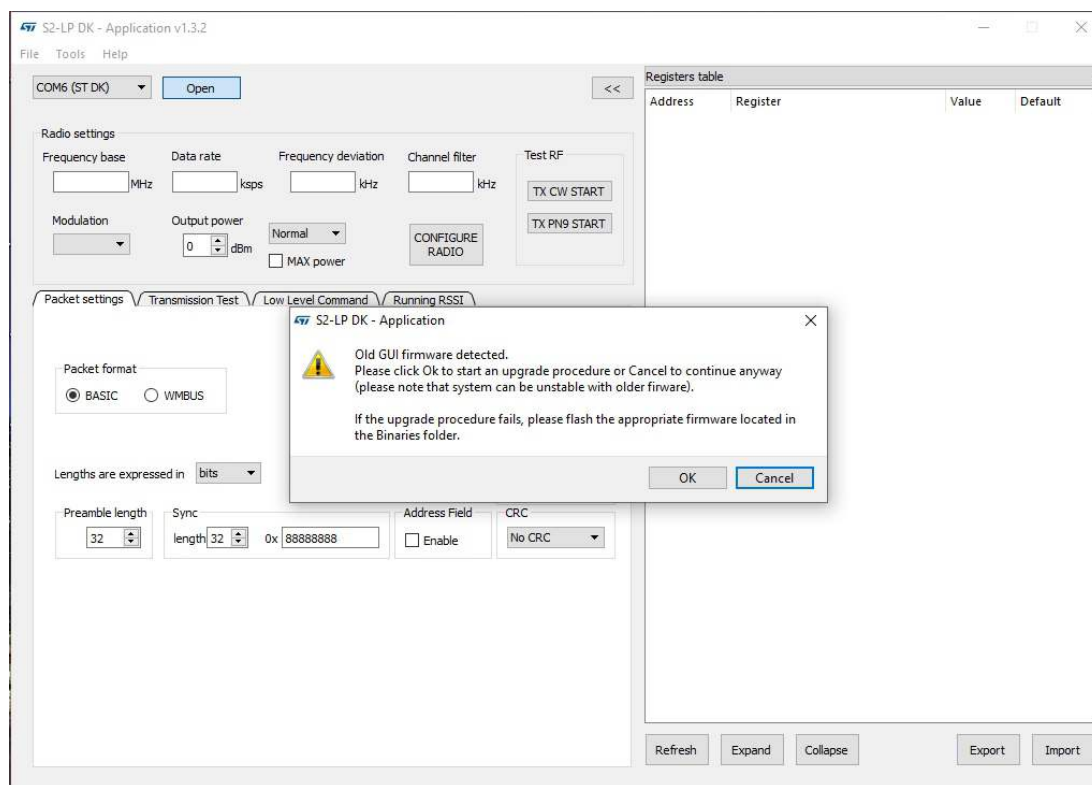 S2-LP DK - Application v1.3.2
File Tools Help
COM6 (ST DK) Open <<
Radio settings
Frequency base Data rate Frequency deviation Channel filter Test RF
MHz ksps kHz kHz TX CW START
Modulation Output power TX PN9 START
0 dBm Normal CONFIGURE RADIO
MAX power
Packet settings Transmission Test Low Level Command Running RSSI
Packet format
BASIC WMBUS
Lengths are expressed in bits
Preamble length Sync Address Field CRC
32 length 32 0x 88888888 Enable No CRC
S2-LP DK - Application
Old GUI firmware detected.
Please click Ok to start an upgrade procedure or Cancel to continue anyway
(please note that system can be unstable with older firware).
If the upgrade procedure fails, please flash the appropriate firmware located in
the Binaries folder.
OK Cancel
Registers table
Address Register Value Default
Refresh Expand Collapse Export Import